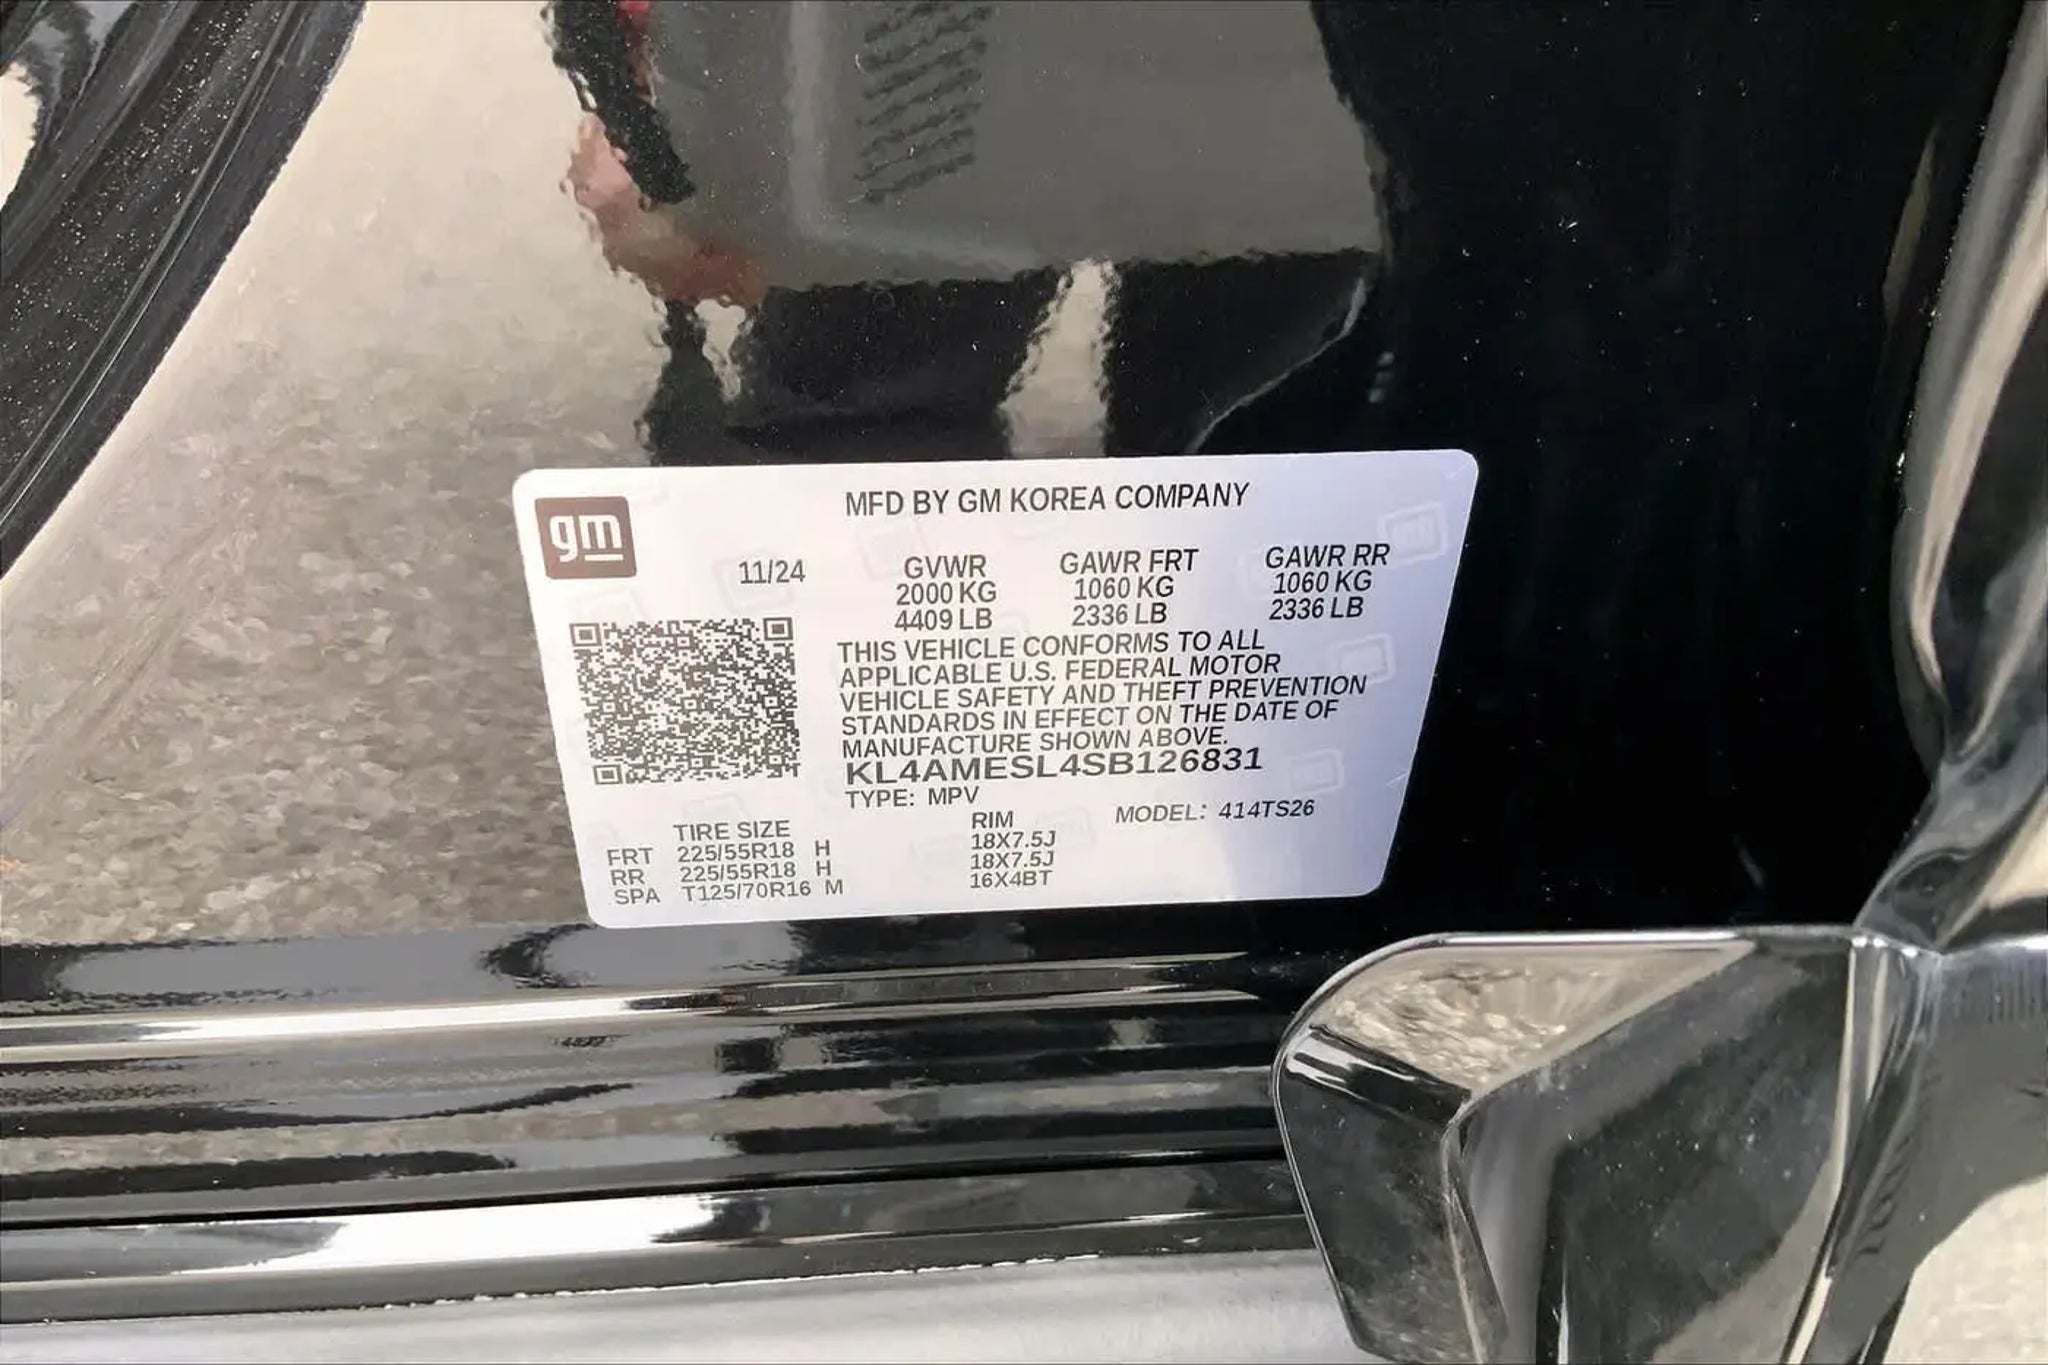 gm
MFD BY GM KOREA COMPANY
11/24 GVWR GAWR FRT GAWR RR
2000 KG 1060 KG 1060 KG
4409 LB 2336 LB 2336 LB
THIS VEHICLE CONFORMS TO ALL
APPLICABLE U.S. FEDERAL MOTOR
VEHICLE SAFETY AND THEFT PREVENTION
STANDARDS IN EFFECT ON THE DATE OF
MANUFACTURE SHOWN ABOVE.
KL4AMESL4SB126831
TYPE: MPV
TIRE SIZE RIM MODEL: 414TS26
FRT 225/55R18 H 18X7.5J
RR 225/55R18 H 18X7.5J
SPA T125/70R16 M 16X4BT